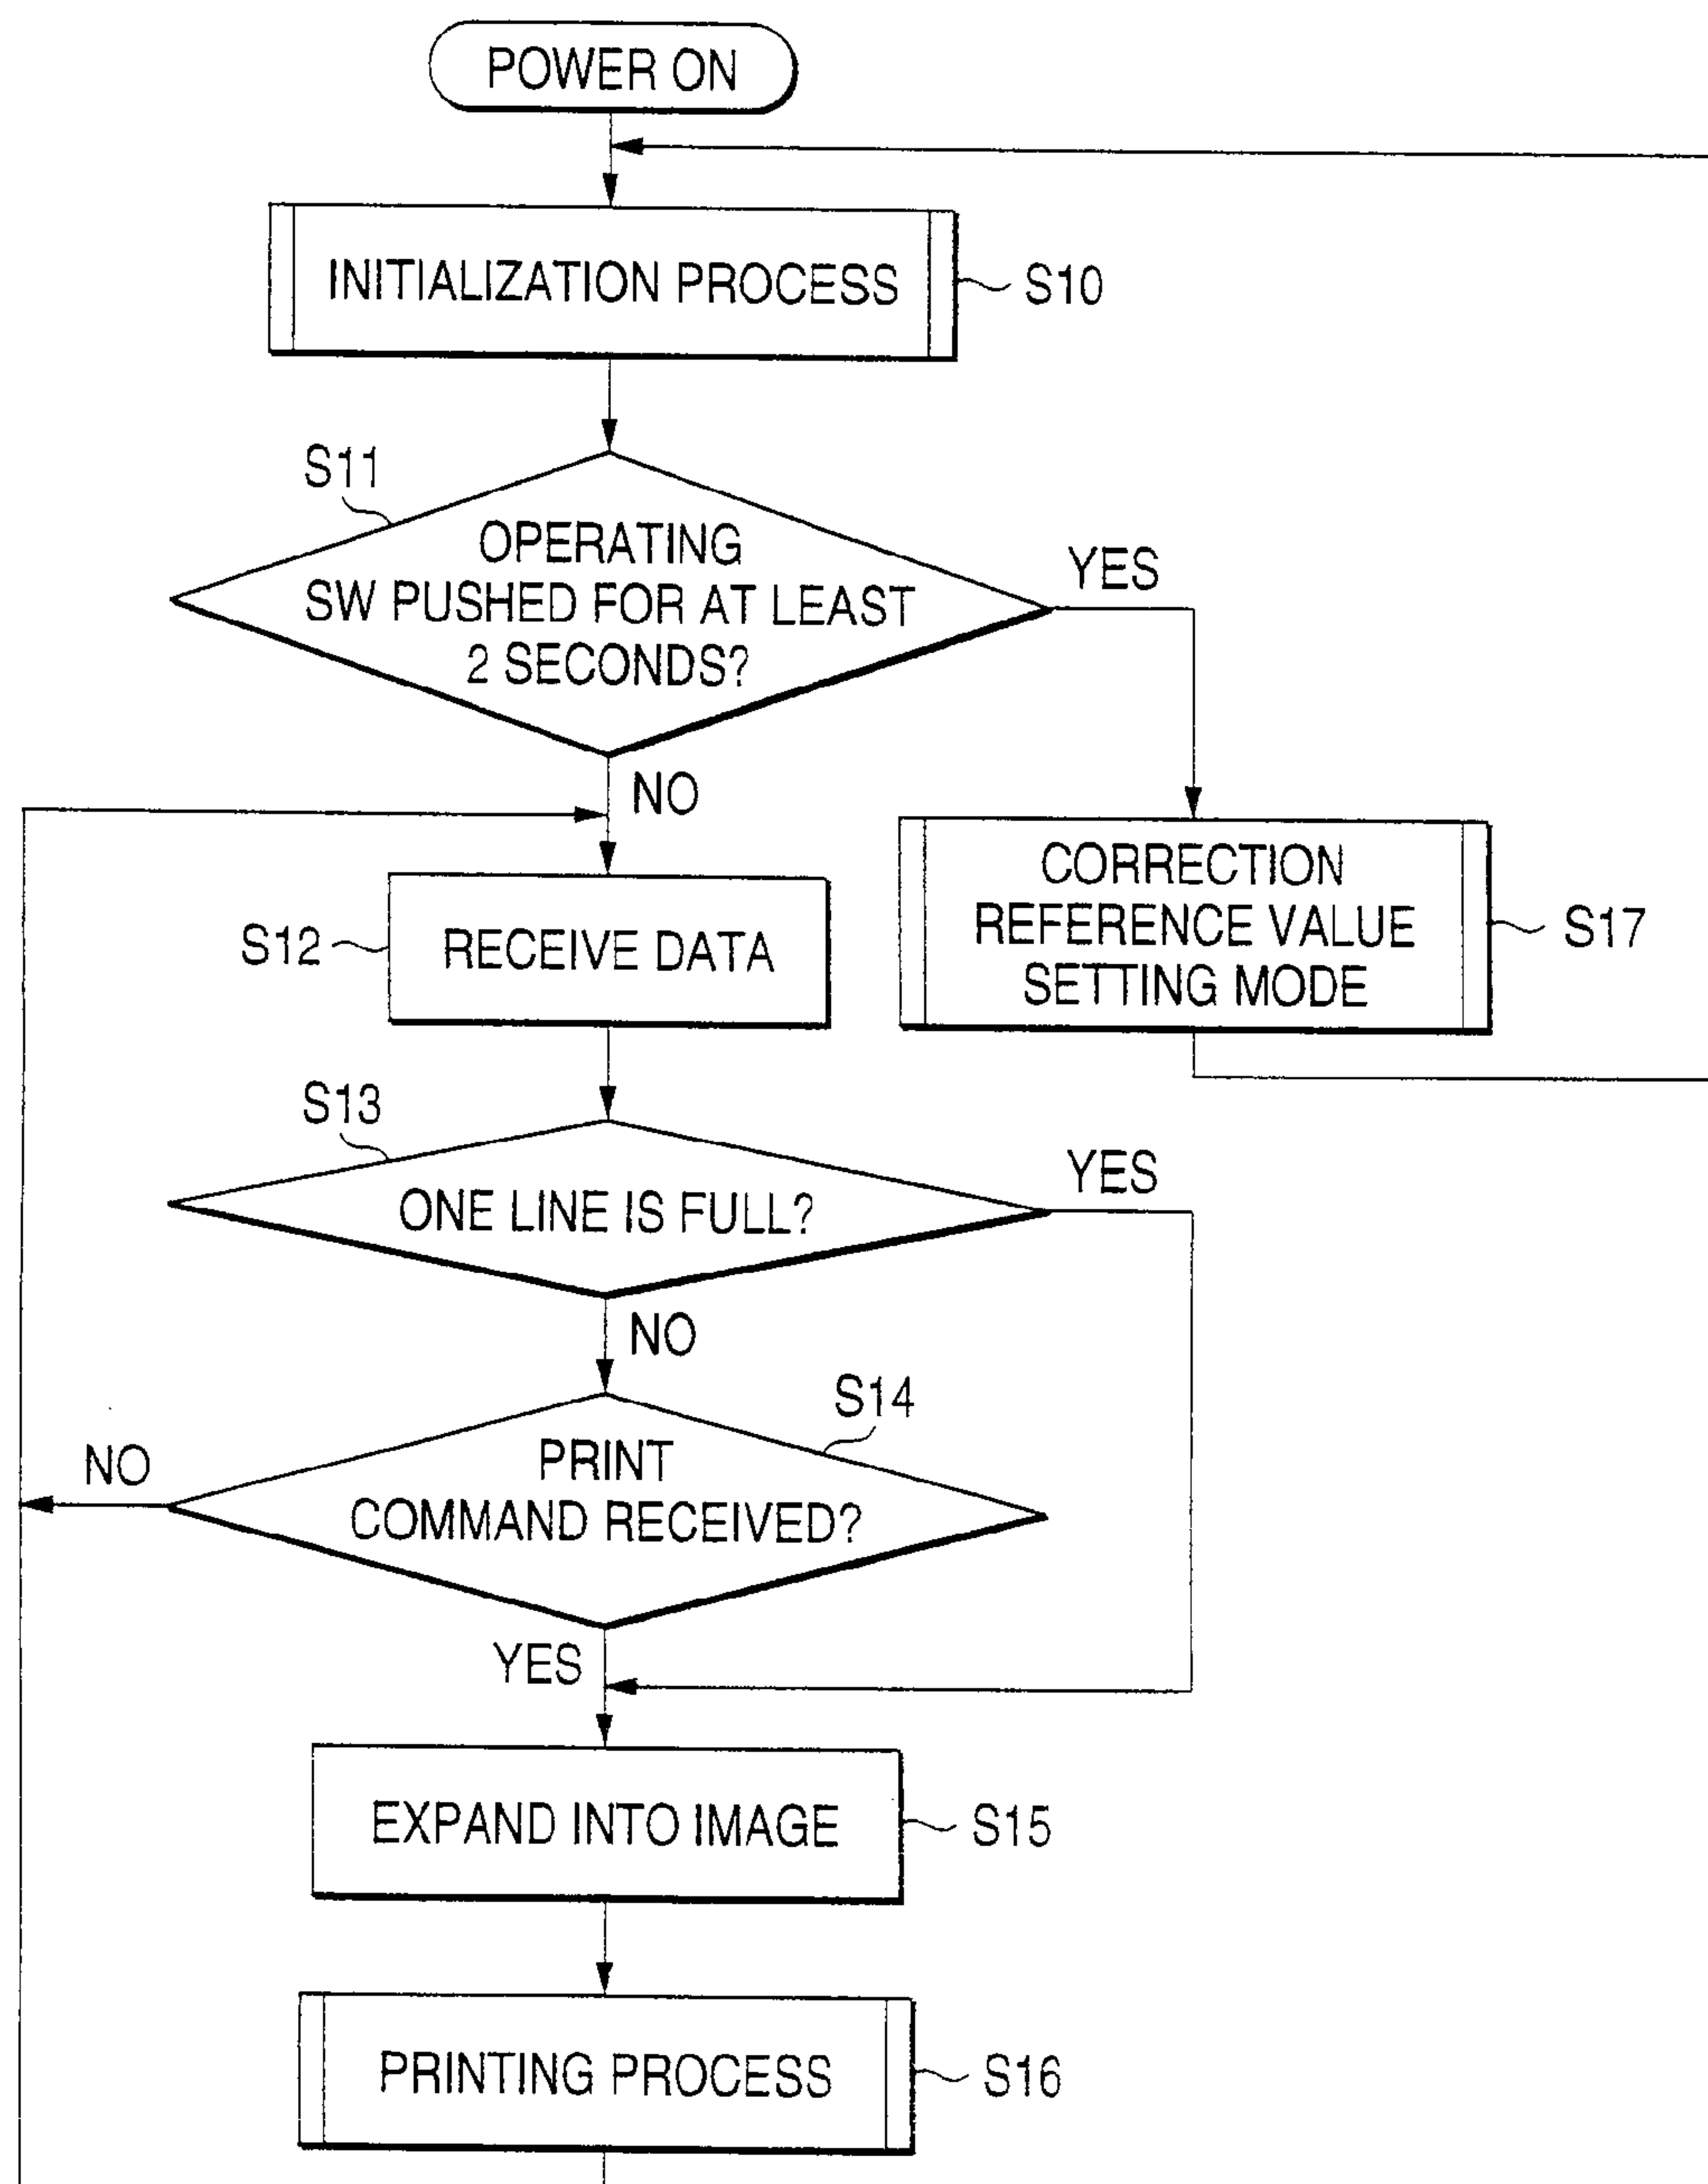 POWER ON
INITIALIZATION PROCESS
S10
S11
OPERATING
SW PUSHED FOR AT LEAST
2 SECONDS?
YES
NO
CORRECTION
REFERENCE VALUE
SETTING MODE
S17
S12
RECEIVE DATA
S13
ONE LINE IS FULL?
YES
NO
S14
PRINT
COMMAND RECEIVED?
NO
YES
EXPAND INTO IMAGE
S15
PRINTING PROCESS
S16